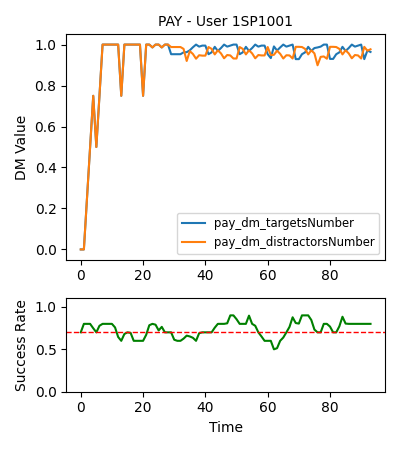 PAY - User 1SP1001
DM Value
1.0
0.8
0.6
0.4
0.2
0.0
pay_dm_targetsNumber
pay_dm_distractorsNumber
0 20 40 60 80
Success Rate
1.0
0.5
0.0
0 20 40 60 80
Time